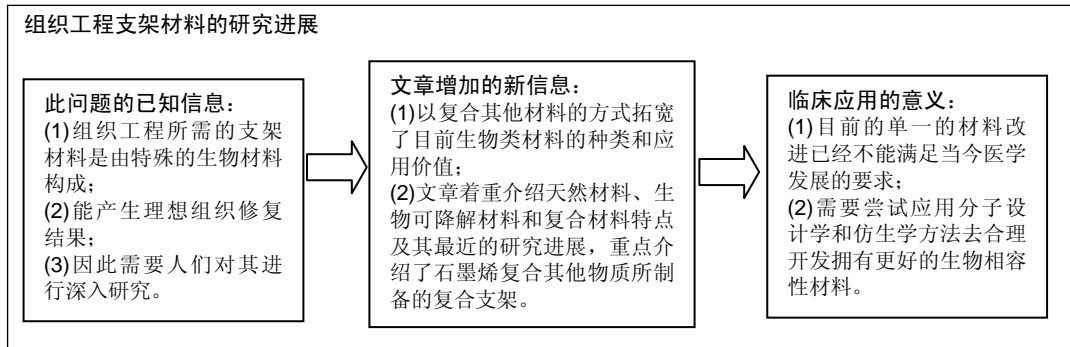 组织工程支架材料的研究进展
此问题的已知信息：
(1)组织工程所需的支架
材料是由特殊的生物材料
构成；
(2)能产生理想组织修复
结果；
(3)因此需要人们对其进
行深入研究。
文章增加的新信息：
(1)以复合其他材料的方式拓宽
了目前生物类材料的种类和应
用价值；
(2)文章着重介绍天然材料、生
物可降解材料和复合材料特点
及其最近的研究进展，重点介
绍了石墨烯复合其他物质所制
备的复合支架。
临床应用的意义：
(1)目前的单一的材料改
进已经不能满足当今医学
发展的要求；
(2)需要尝试应用分子设
计学和仿生学方法去合理
开发拥有更好的生物相容
性材料。